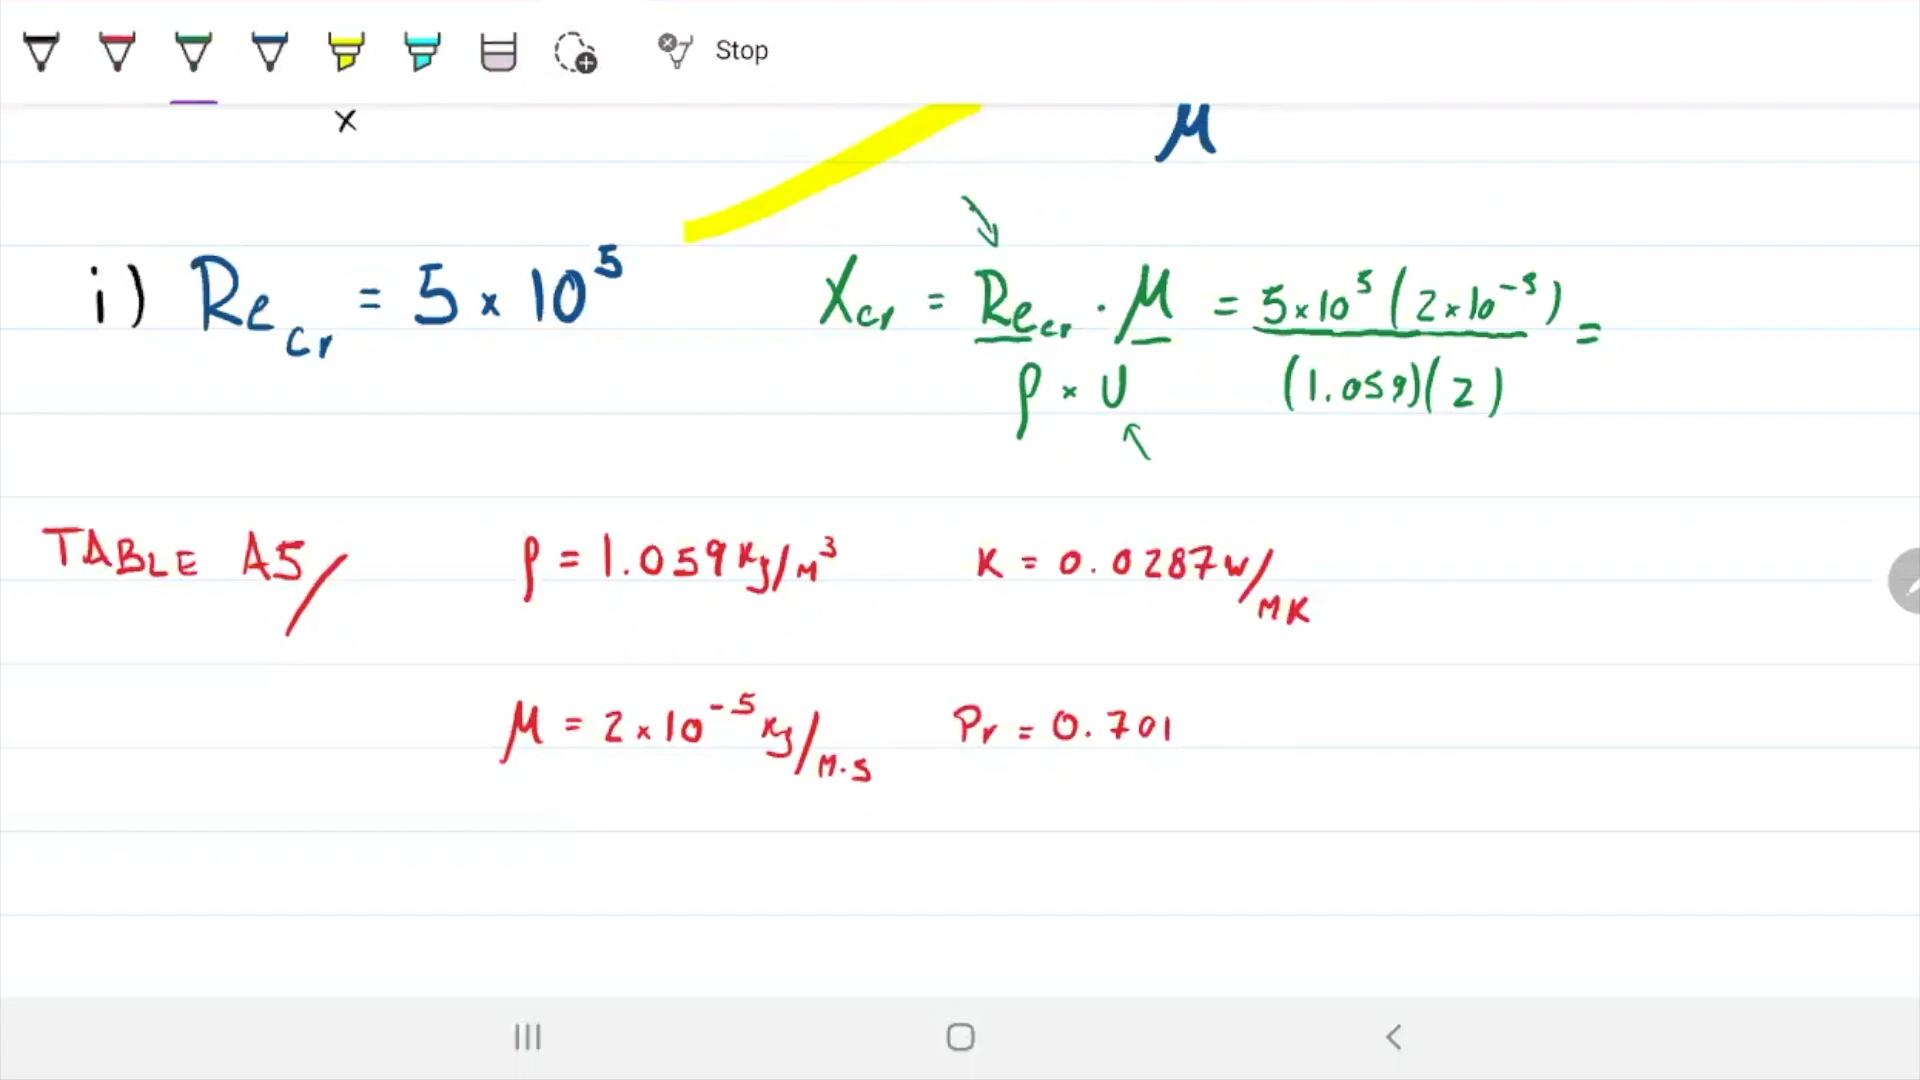 Stop
x
μ
i) Re_cr = 5 × 10^5
X_cr = Re_cr · μ / ρ × U = 5×10^5 (2×10^-5) / (1.059)(2) =
TABLE A5/
ρ = 1.059 Kg/m^3
K = 0.0287 W/MK
μ = 2×10^-5 Kg/M.S
Pr = 0.701